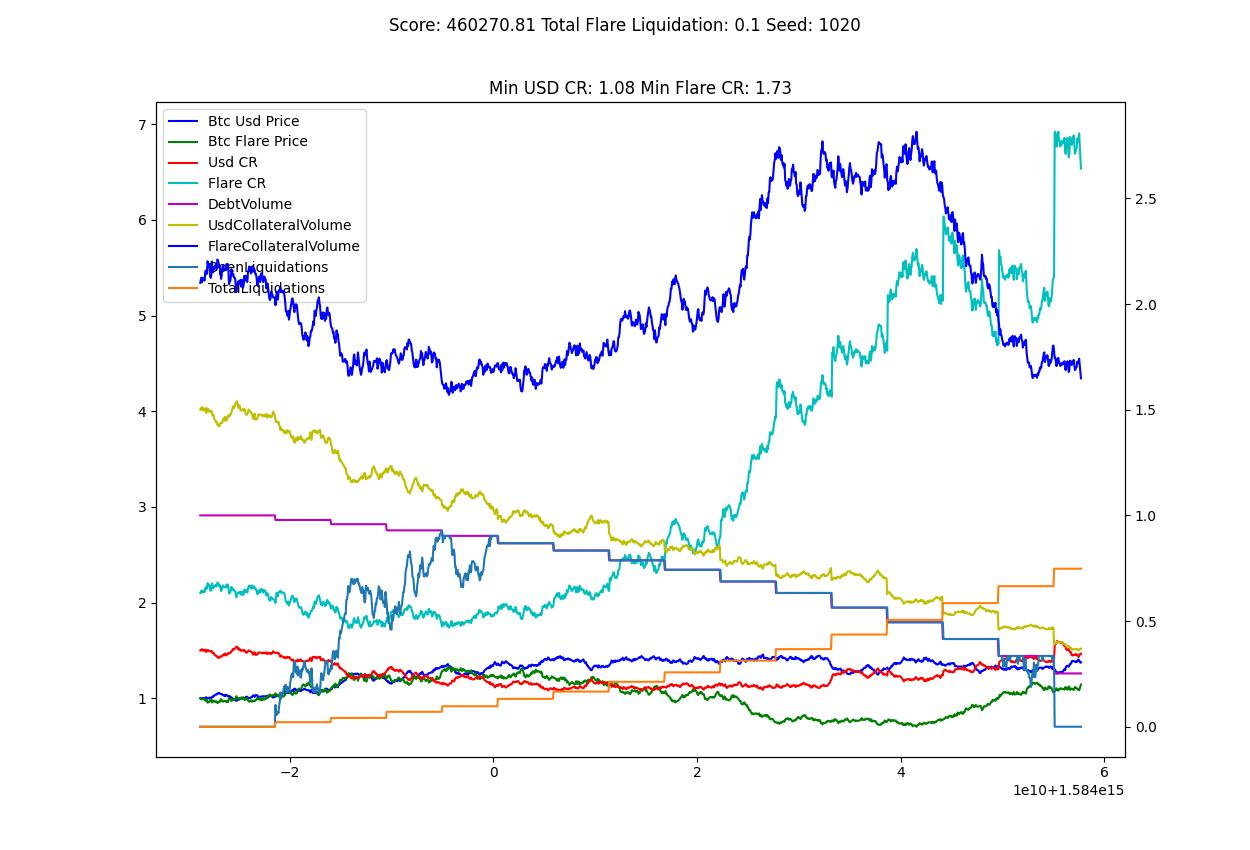 Score: 460270.81 Total Flare Liquidation: 0.1 Seed: 1020
Min USD CR: 1.08 Min Flare CR: 1.73
Btc Usd Price
Btc Flare Price
Usd CR
Flare CR
DebtVolume
UsdCollateralVolume
FlareCollateralVolume
OpenLiquidations
TotalLiquidations
7
6
5
4
3
2
1
2.5
2.0
1.5
1.0
0.5
0.0
−2
0
2
4
6
1e10+1.584e15